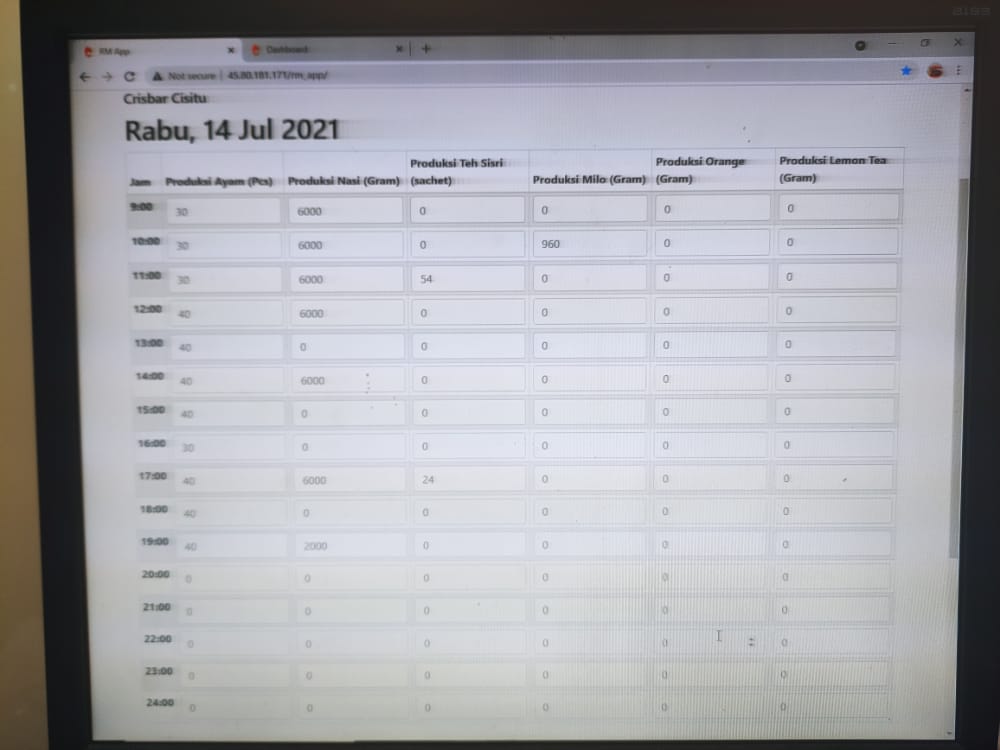 RM App
Dashboard
Not secure | 45.80.181.171/rm_app/
Crisbar Cisitu
Rabu, 14 Jul 2021
Jam Produksi Ayam (Pcs) Produksi Nasi (Gram) Produksi Teh Sisri (sachet) Produksi Milo (Gram) Produksi Orange (Gram) Produksi Lemon Tea (Gram)
9:00 30 6000 0 0 0 0
10:00 30 6000 0 960 0 0
11:00 30 6000 54 0 0 0
12:00 40 6000 0 0 0 0
13:00 40 0 0 0 0 0
14:00 40 6000 0 0 0 0
15:00 40 0 0 0 0 0
16:00 30 0 0 0 0 0
17:00 40 6000 24 0 0 0
18:00 40 0 0 0 0 0
19:00 40 2000 0 0 0 0
20:00 0 0 0 0 0 0
21:00 0 0 0 0 0 0
22:00 0 0 0 0 0 0
23:00 0 0 0 0 0 0
24:00 0 0 0 0 0 0